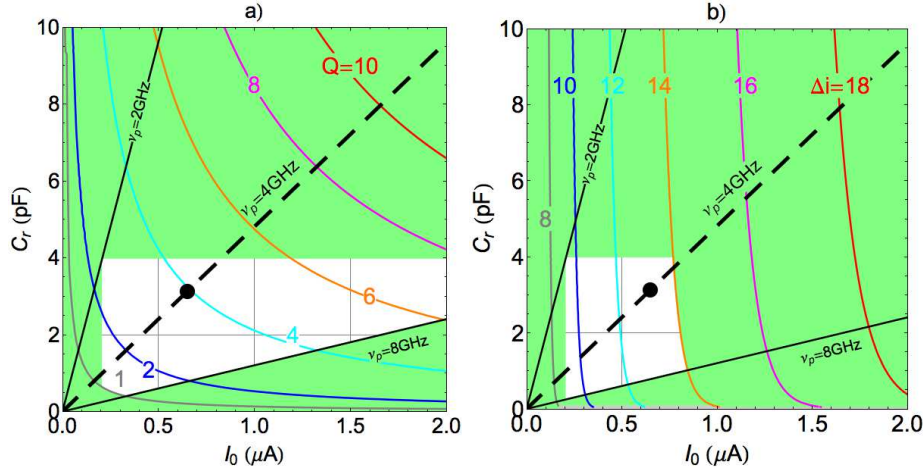 a)
10
8
6
4
2
0
C_r (pF)
0.0
0.5
1.0
1.5
2.0
I_0 (μA)
Q=10
8
6
4
2
1
ν_p=2GHz
ν_p=4GHz
ν_p=8GHz
b)
10
8
6
4
2
0
C_r (pF)
0.0
0.5
1.0
1.5
2.0
I_0 (μA)
8
10
12
14
16
Δi=18
ν_p=2GHz
ν_p=4GHz
ν_p=8GHz